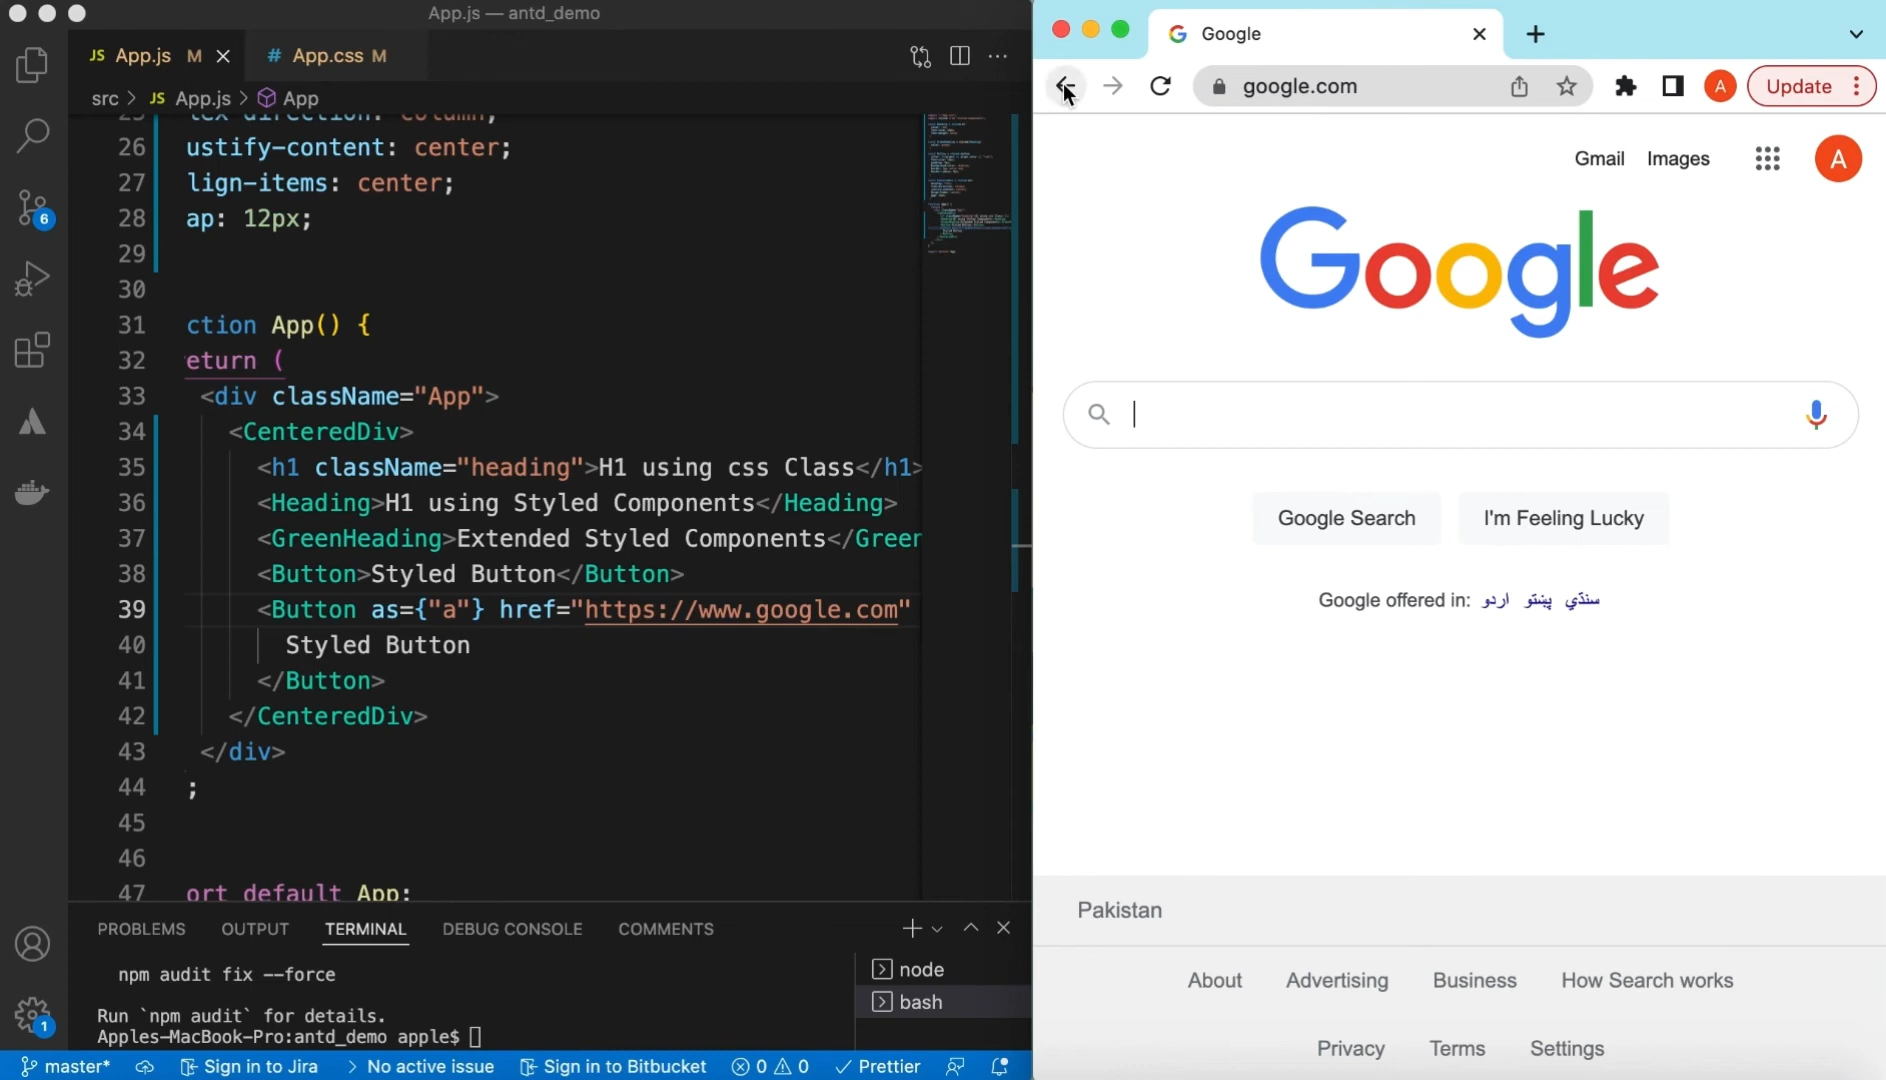 App.js — antd_demo
JS App.js M
# App.css M
src > JS App.js > App
26 ustify-content: center;
27 lign-items: center;
28 ap: 12px;
29
30
31 ction App() {
32 eturn (
33 <div className="App">
34 <CenteredDiv>
35 <h1 className="heading">H1 using css Class</h1>
36 <Heading>H1 using Styled Components</Heading>
37 <GreenHeading>Extended Styled Components</Green
38 <Button>Styled Button</Button>
39 <Button as={"a"} href="https://www.google.com"
40 Styled Button
41 </Button>
42 </CenteredDiv>
43 </div>
44 ;
45
46
47 ort default App;
6
1
PROBLEMS OUTPUT TERMINAL DEBUG CONSOLE COMMENTS
npm audit fix --force
Run `npm audit` for details.
Apples-MacBook-Pro:antd_demo apple$
node
bash
master* Sign in to Jira > No active issue Sign in to Bitbucket 0 0 Prettier
Google
google.com
A
Update
Gmail Images
A
Google
Google Search I'm Feeling Lucky
Google offered in: اردو پښتو سنڌي
Pakistan
About Advertising Business How Search works
Privacy Terms Settings